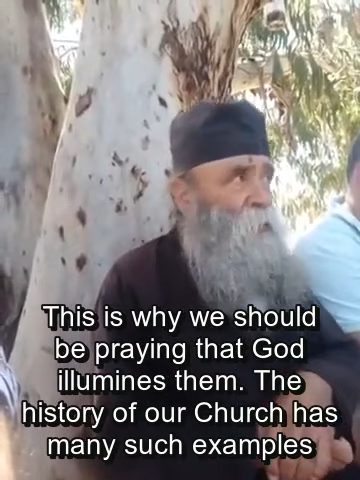 This is why we should
be praying that God
illumines them. The
history of our Church has
many such examples